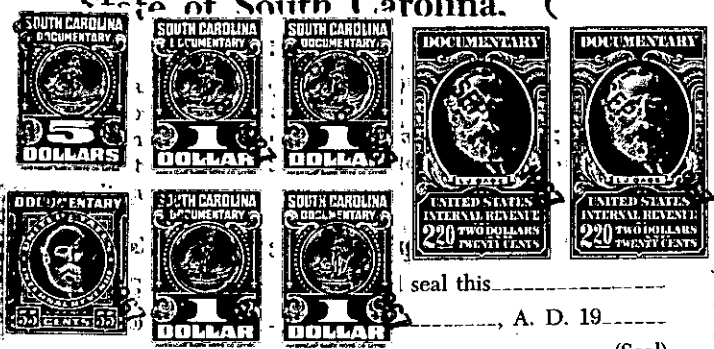 State of South Carolina. (
SOUTH CAROLINA
DOCUMENTARY
5
DOLLARS
SOUTH CAROLINA
DOCUMENTARY
1
DOLLAR
SOUTH CAROLINA
DOCUMENTARY
1
DOLLAR
DOCUMENTARY
UNITED STATES
INTERNAL REVENUE
220 TWO DOLLARS
TWENTY CENTS
DOCUMENTARY
UNITED STATES
INTERNAL REVENUE
220 TWO DOLLARS
TWENTY CENTS
DOCUMENTARY
55 CENTS 55
SOUTH CAROLINA
DOCUMENTARY
1
DOLLAR
SOUTH CAROLINA
DOCUMENTARY
1
DOLLAR
seal this
, A. D. 19
(Seal)